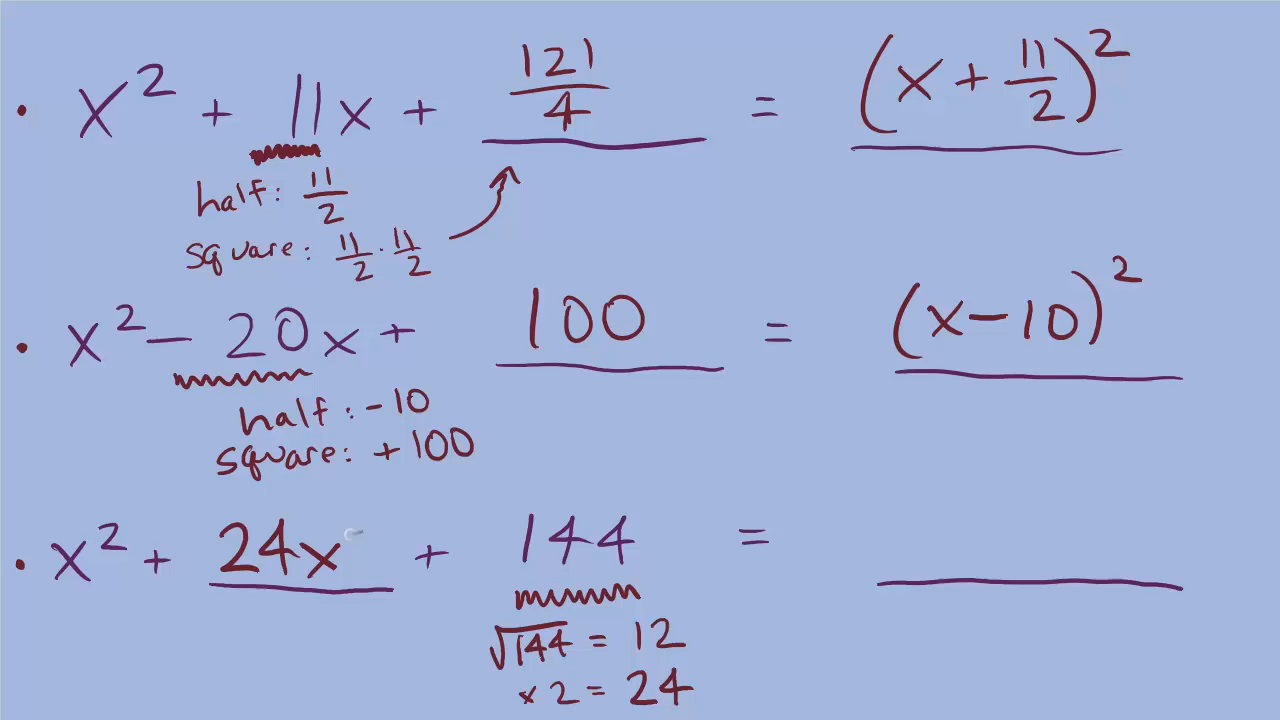 • x² + 11x + 121/4 = (x + 11/2)²
half: 11/2
square: 11/2 · 11/2
• x² - 20x + 100 = (x - 10)²
half: -10
square: +100
• x² + 24x + 144 =
√144 = 12
x 2 = 24